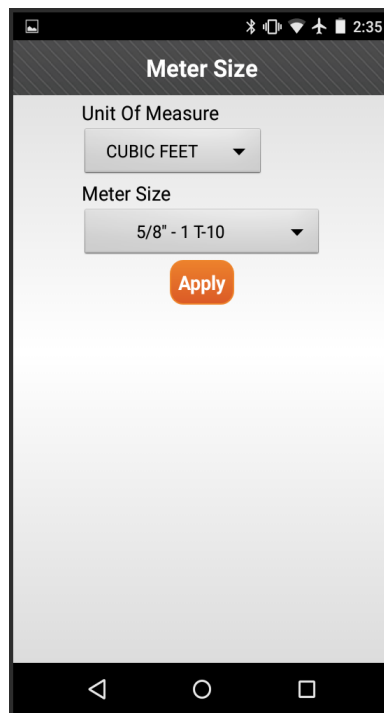 2:35
Meter Size
Unit Of Measure
CUBIC FEET
Meter Size
5/8" - 1 T-10
Apply